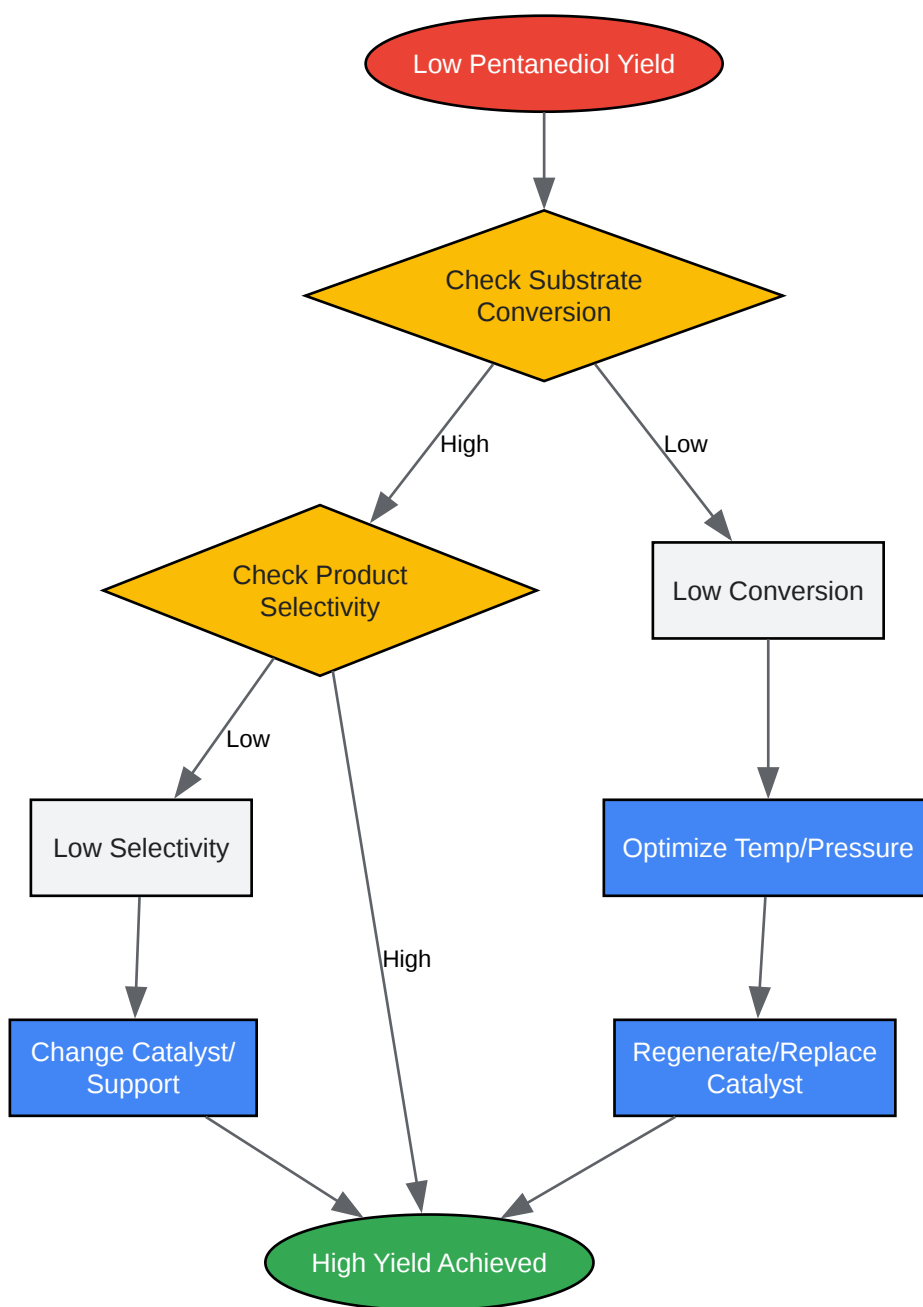 Low Pentanediol Yield
Check Substrate
Conversion
High
Low
Check Product
Selectivity
Low Conversion
Low
Low Selectivity
Optimize Temp/Pressure
High
Change Catalyst/
Support
Regenerate/Replace
Catalyst
High Yield Achieved